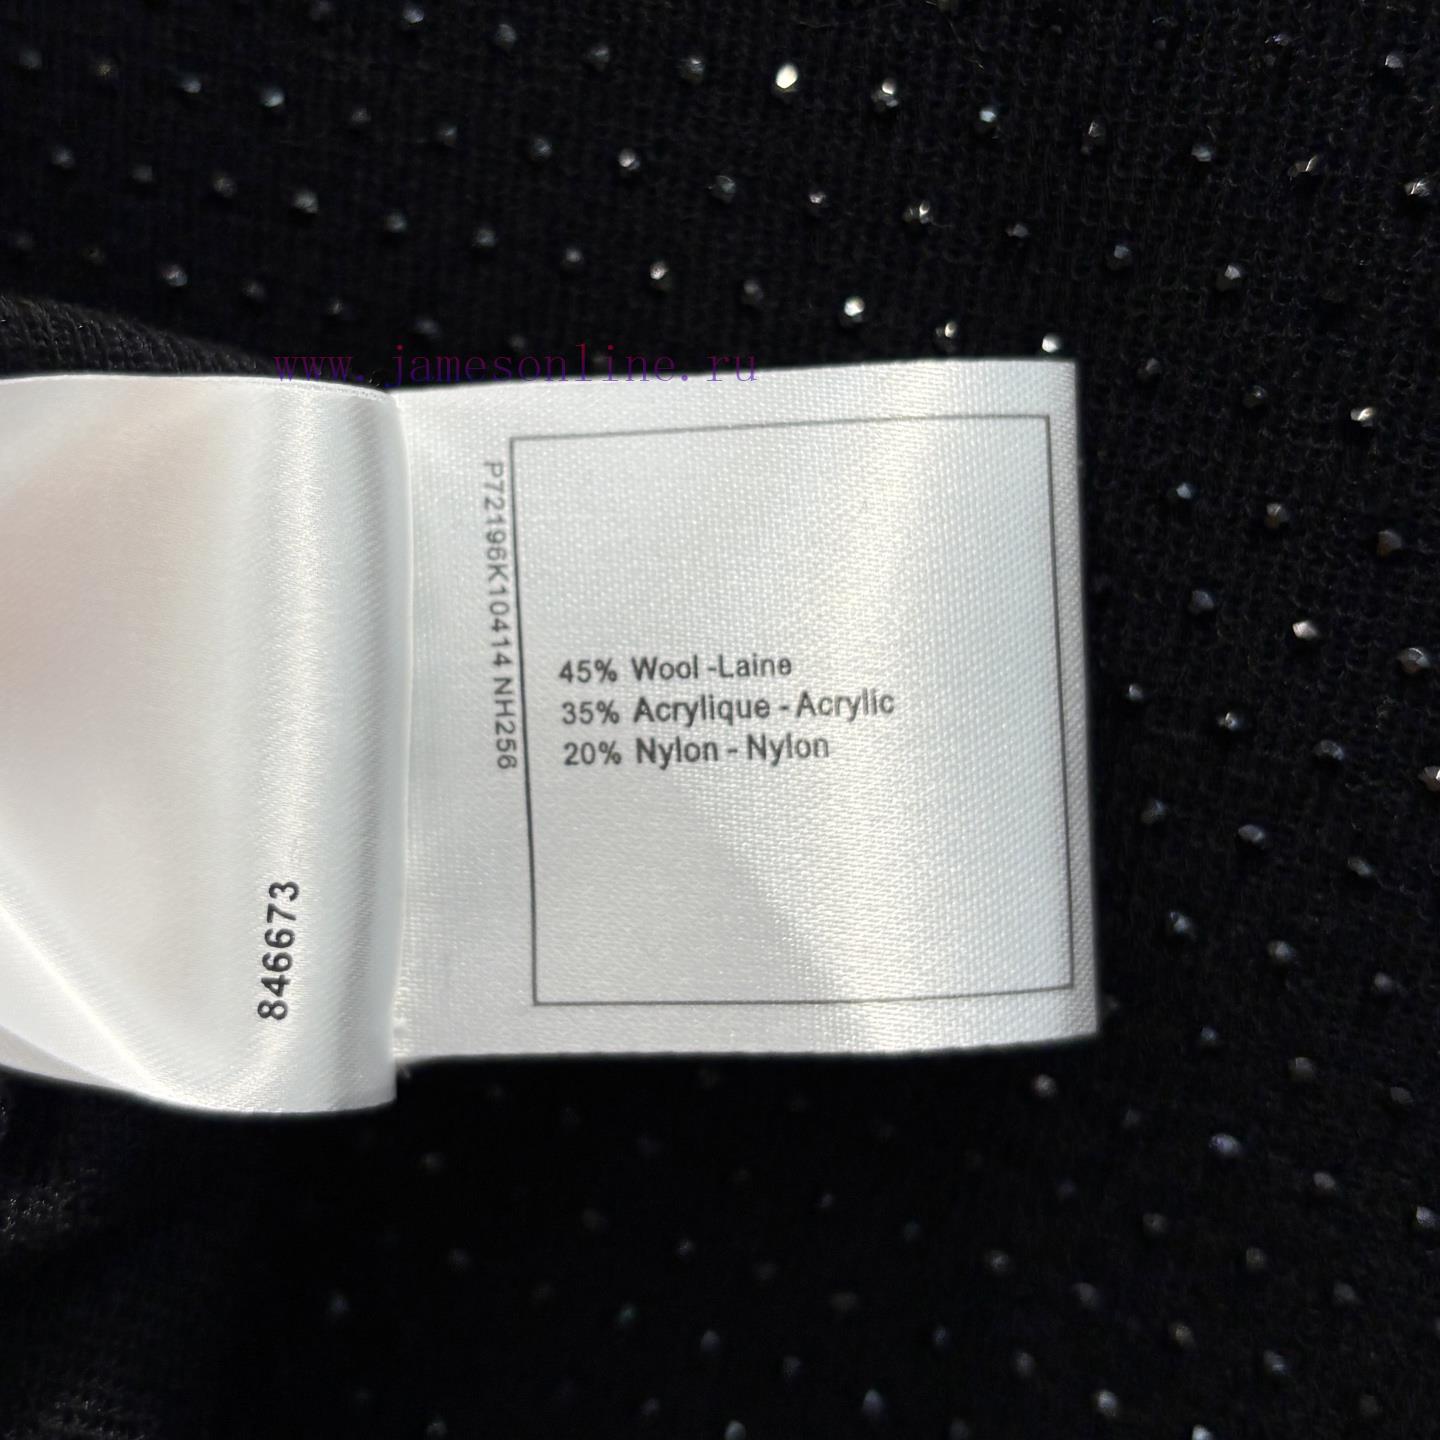 www.jamesonline.ru
P72196K10414 NH256
45% Wool -Laine
35% Acrylique - Acrylic
20% Nylon - Nylon
846673